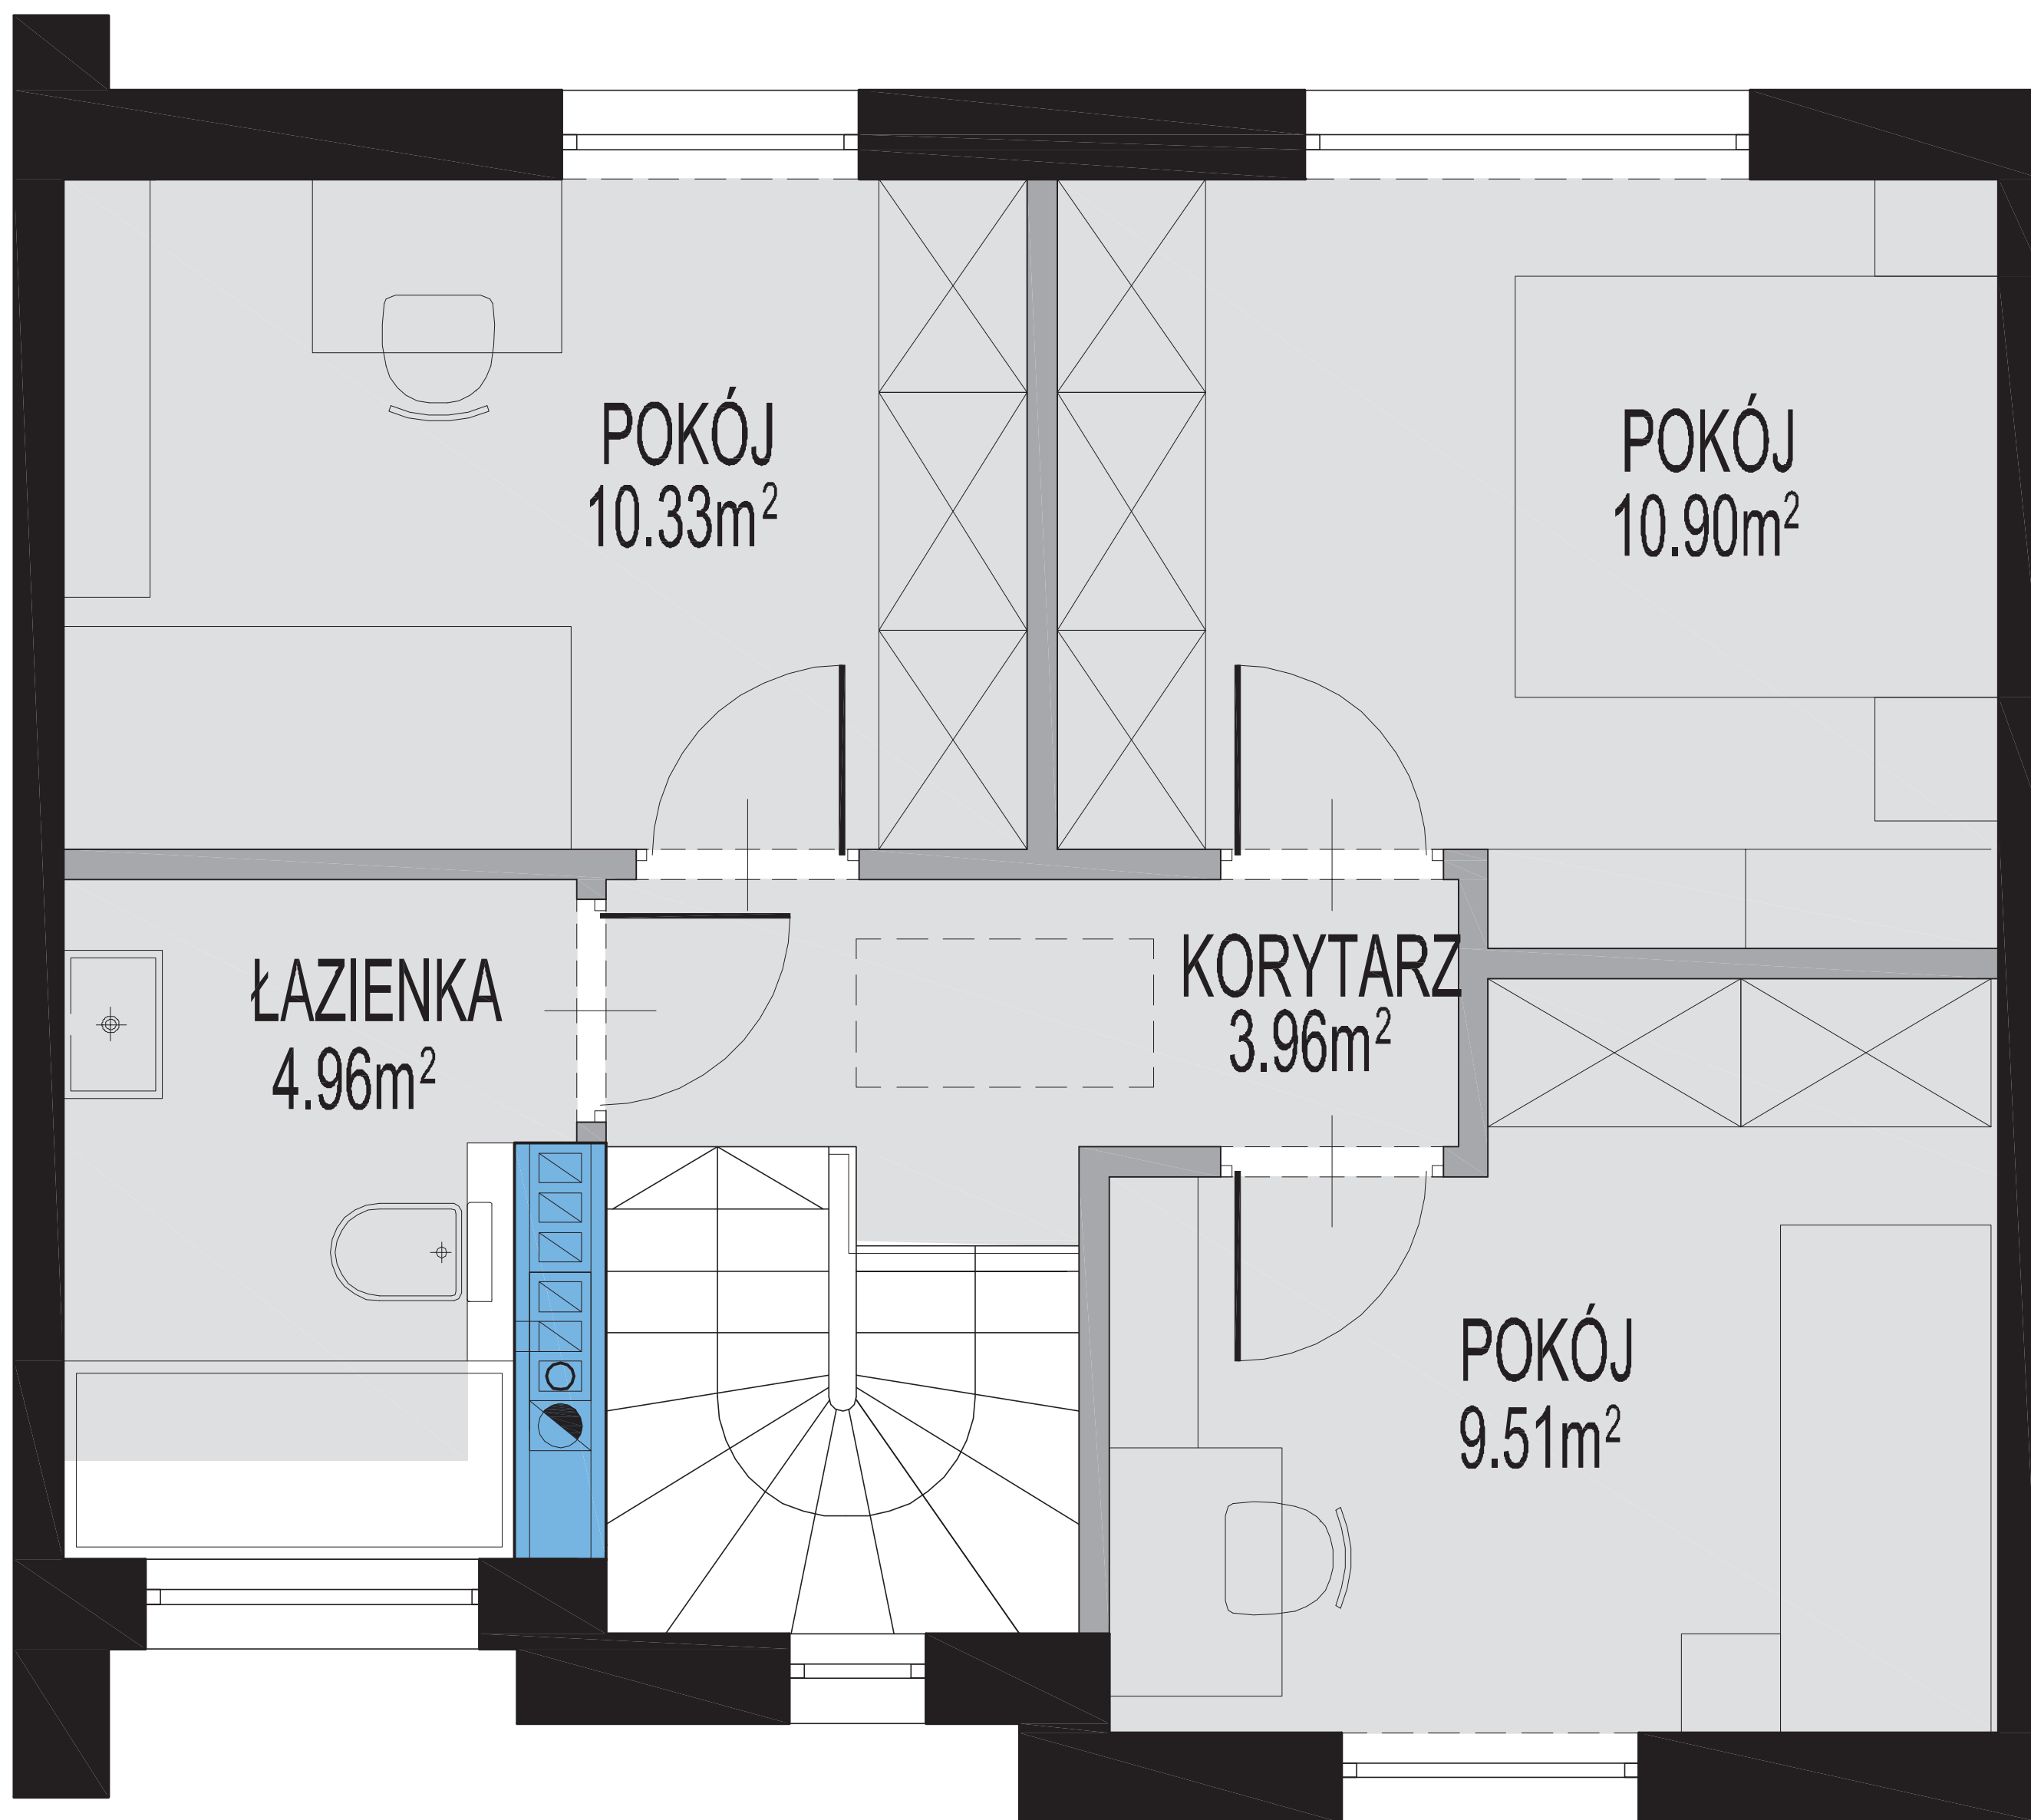 POKÓJ
10.33m²
POKÓJ
10.90m²
ŁAZIENKA
4.96m²
KORYTARZ
3.96m²
POKÓJ
9.51m²